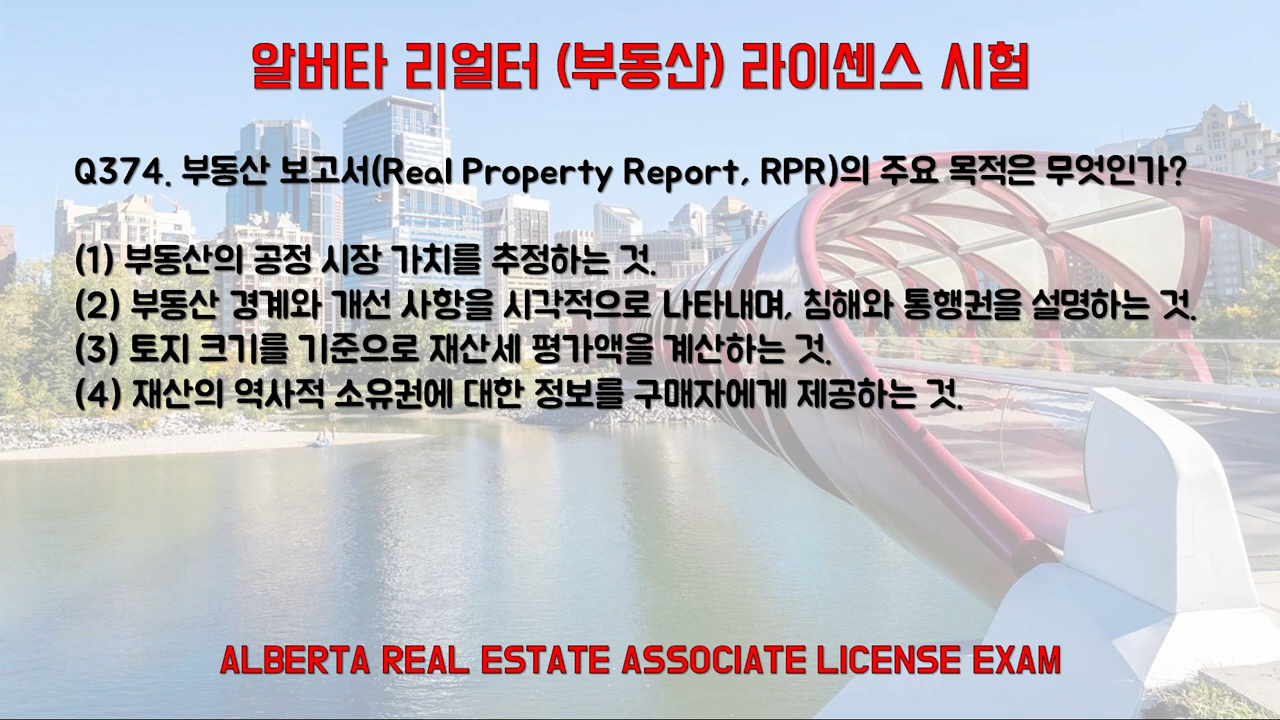 알버타 리얼터 (부동산) 라이센스 시험
Q374. 부동산 보고서(Real Property Report, RPR)의 주요 목적은 무엇인가?
(1) 부동산의 공정 시장 가치를 추정하는 것.
(2) 부동산 경계와 개선 사항을 시각적으로 나타내며, 침해와 통행권을 설명하는 것.
(3) 토지 크기를 기준으로 재산세 평가액을 계산하는 것.
(4) 재산의 역사적 소유권에 대한 정보를 구매자에게 제공하는 것.
ALBERTA REAL ESTATE ASSOCIATE LICENSE EXAM